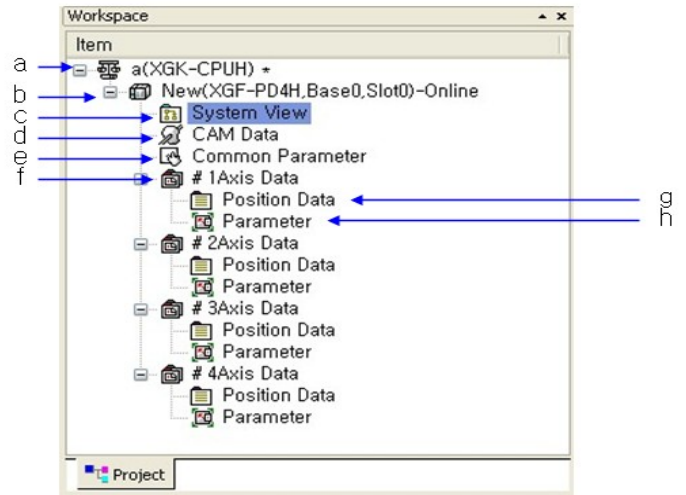 Workspace
Item
a
a(XGK-CPUH) *
b
New(XGF-PD4H,Base0,Slot0)-Online
c
System View
d
CAM Data
e
Common Parameter
f
# 1Axis Data
Position Data
g
Parameter
h
# 2Axis Data
Position Data
Parameter
# 3Axis Data
Position Data
Parameter
# 4Axis Data
Position Data
Parameter
Project